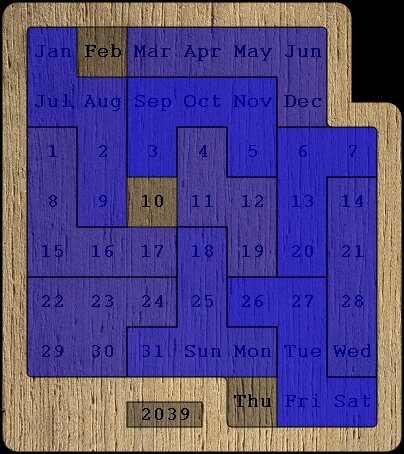 Jan Feb Mar Apr May Jun
Jul Aug Sep Oct Nov Dec
1 2 3 4 5 6 7
8 9 10 11 12 13 14
15 16 17 18 19 20 21
22 23 24 25 26 27 28
29 30 31 Sun Mon Tue Wed
Thu Fri Sat
2039